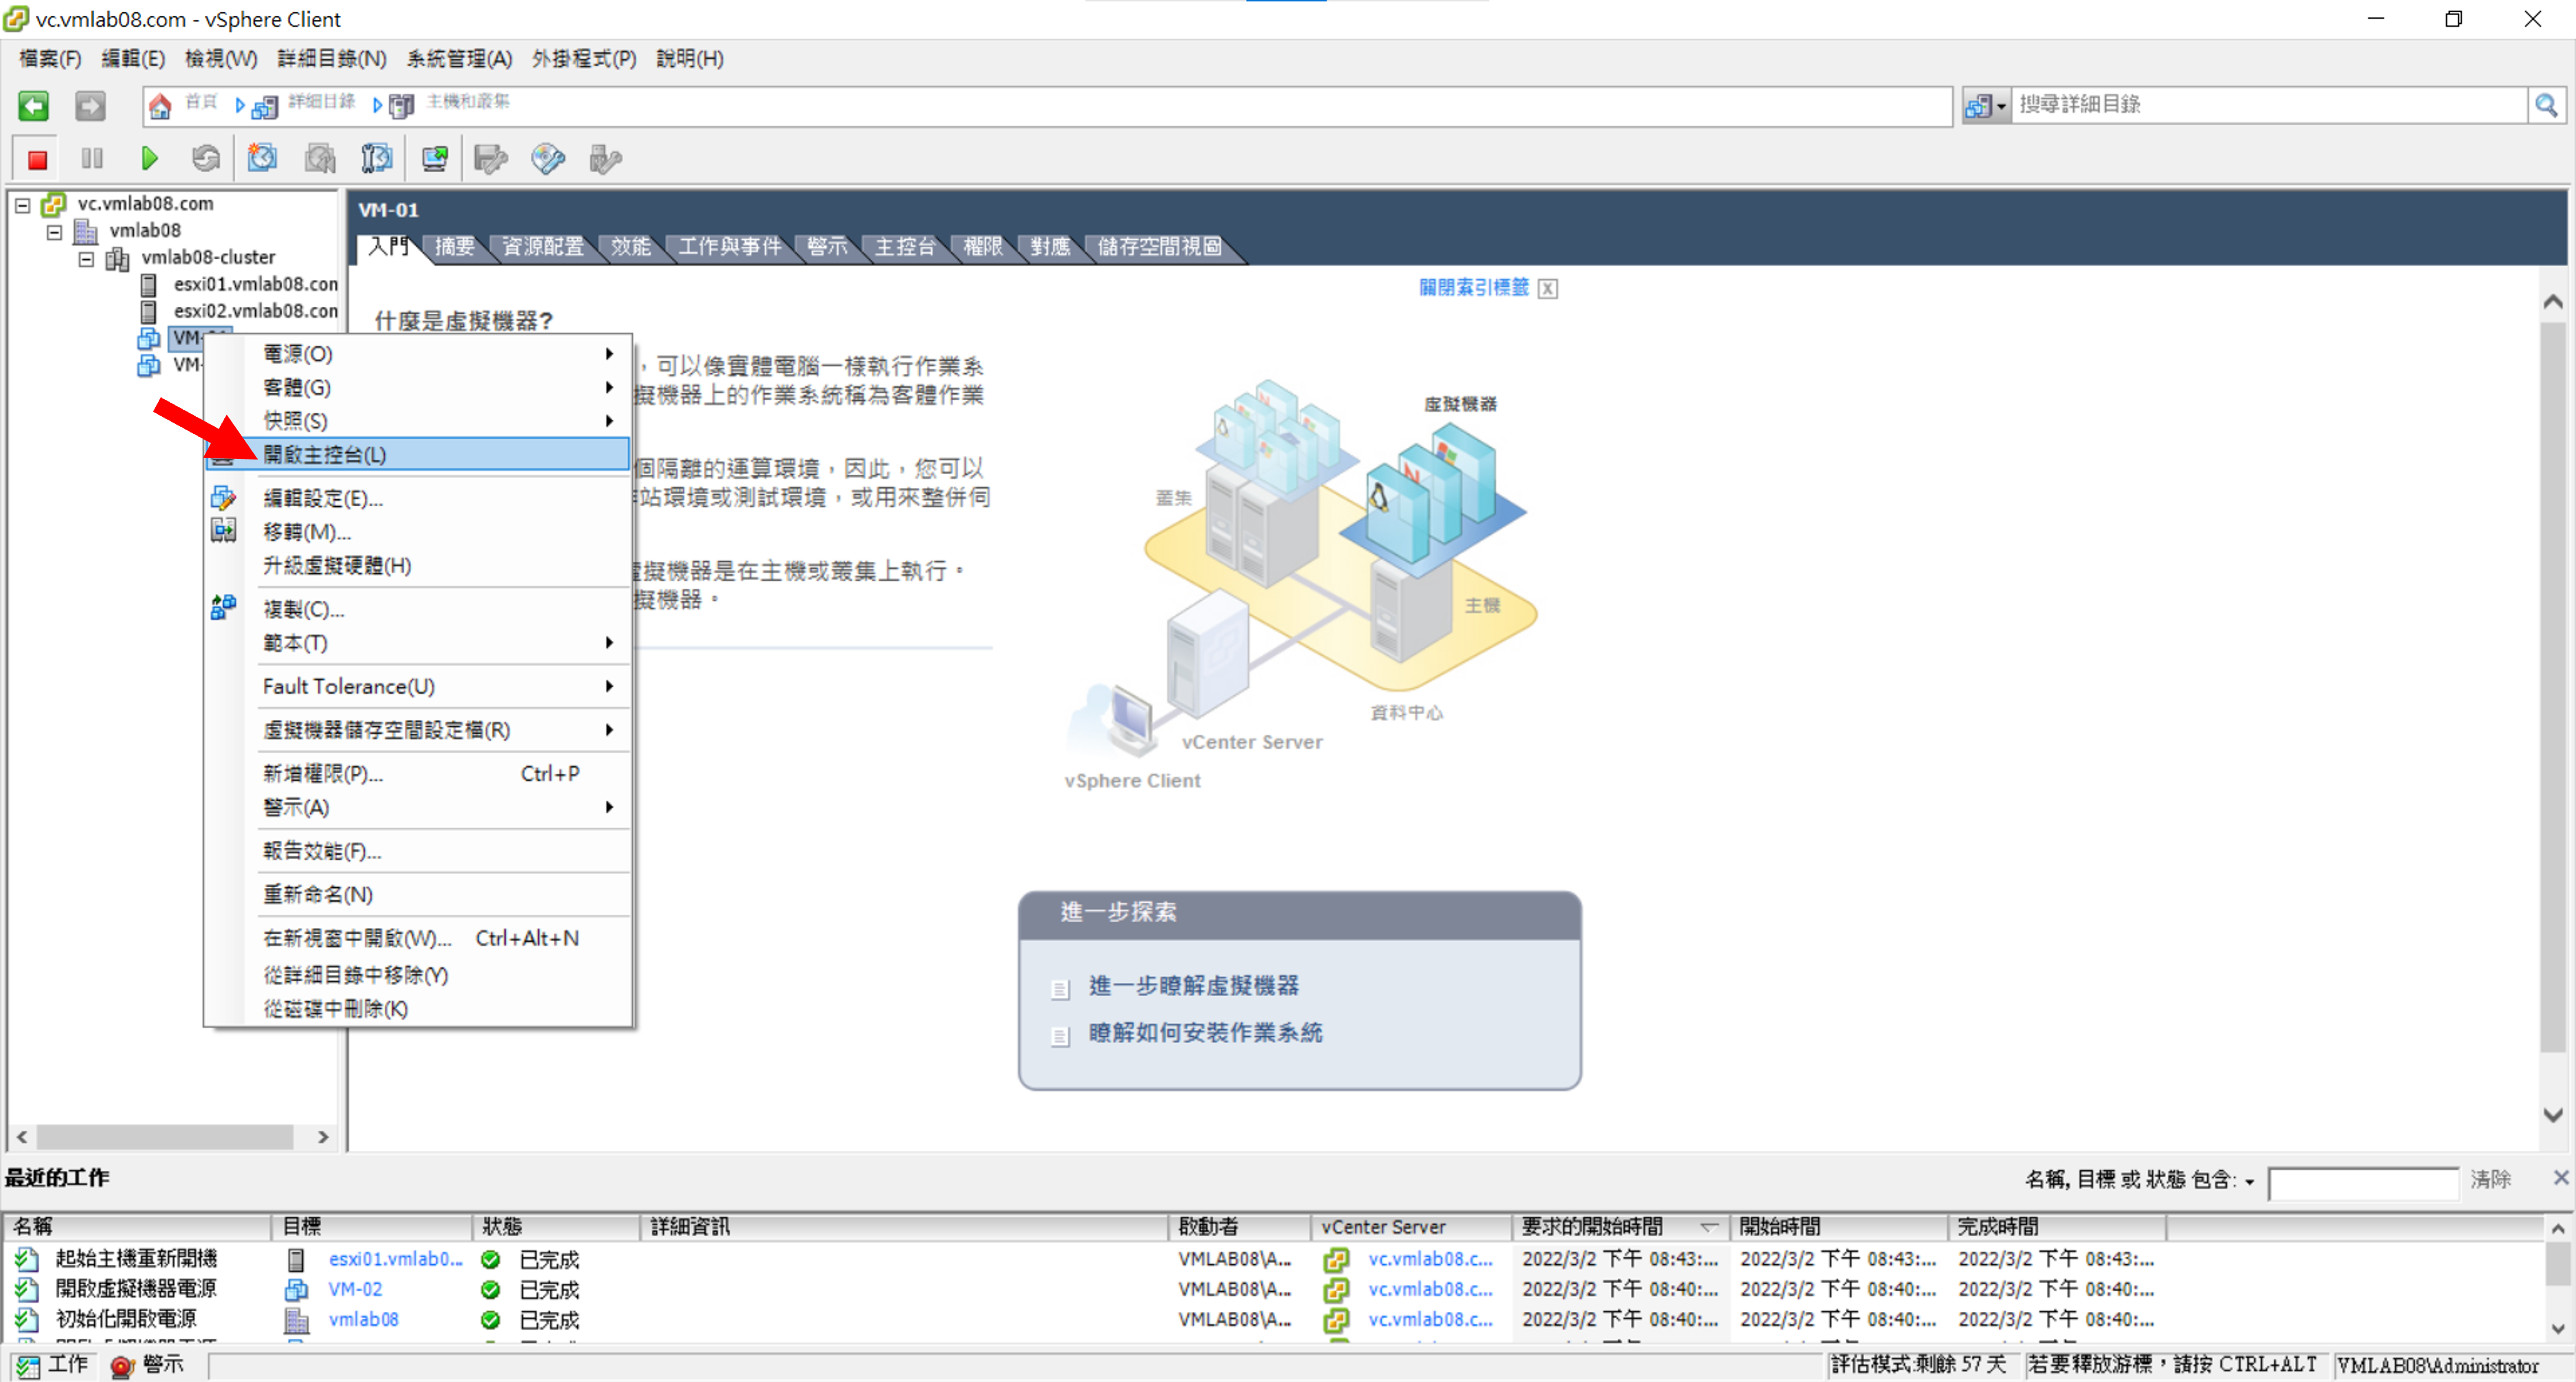 vc.vmlab08.com - vSphere Client
檔案(F) 編輯(E) 檢視(W) 詳細目錄(N) 系統管理(A) 外掛程式(P) 說明(H)
首頁 詳細目錄 主機和叢集 搜尋詳細目錄
vc.vmlab08.com
vmlab08
vmlab08-cluster
esxi01.vmlab08.con
esxi02.vmlab08.con
VM-
VM-
電源(O)
客體(G)
快照(S)
開啟主控台(L)
編輯設定(E)...
移轉(M)...
升級虛擬硬體(H)
複製(C)...
範本(T)
Fault Tolerance(U)
虛擬機器儲存空間設定檔(R)
新增權限(P)... Ctrl+P
警示(A)
報告效能(F)...
重新命名(N)
在新視窗中開啟(W)... Ctrl+Alt+N
從詳細目錄中移除(Y)
從磁碟中刪除(K)
VM-01
入門 摘要 資源配置 效能 工作與事件 警示 主控台 權限 對應 儲存空間視圖
關閉索引標籤 X
什麼是虛擬機器?
，可以像實體電腦一樣執行作業系
擬機器上的作業系統稱為客體作業
個隔離的運算環境，因此，您可以
站環境或測試環境，或用來整併伺
擬機器是在主機或叢集上執行。
擬機器。
虛擬機器
叢集
主機
資料中心
vCenter Server
vSphere Client
進一步探索
進一步瞭解虛擬機器
瞭解如何安裝作業系統
最近的工作 名稱, 目標 或 狀態 包含: 清除
名稱 目標 狀態 詳細資訊 啟動者 vCenter Server 要求的開始時間 開始時間 完成時間
起始主機重新開機 esxi01.vmlab0... 已完成 VMLAB08\A... vc.vmlab08.c... 2022/3/2 下午 08:43:... 2022/3/2 下午 08:43:... 2022/3/2 下午 08:43:...
開啟虛擬機器電源 VM-02 已完成 VMLAB08\A... vc.vmlab08.c... 2022/3/2 下午 08:40:... 2022/3/2 下午 08:40:... 2022/3/2 下午 08:40:...
初始化開啟電源 vmlab08 已完成 VMLAB08\A... vc.vmlab08.c... 2022/3/2 下午 08:40:... 2022/3/2 下午 08:40:... 2022/3/2 下午 08:40:...
工作 警示 評估模式:剩餘 57 天 若要釋放游標，請按 CTRL+ALT VMLAB08\Administrator